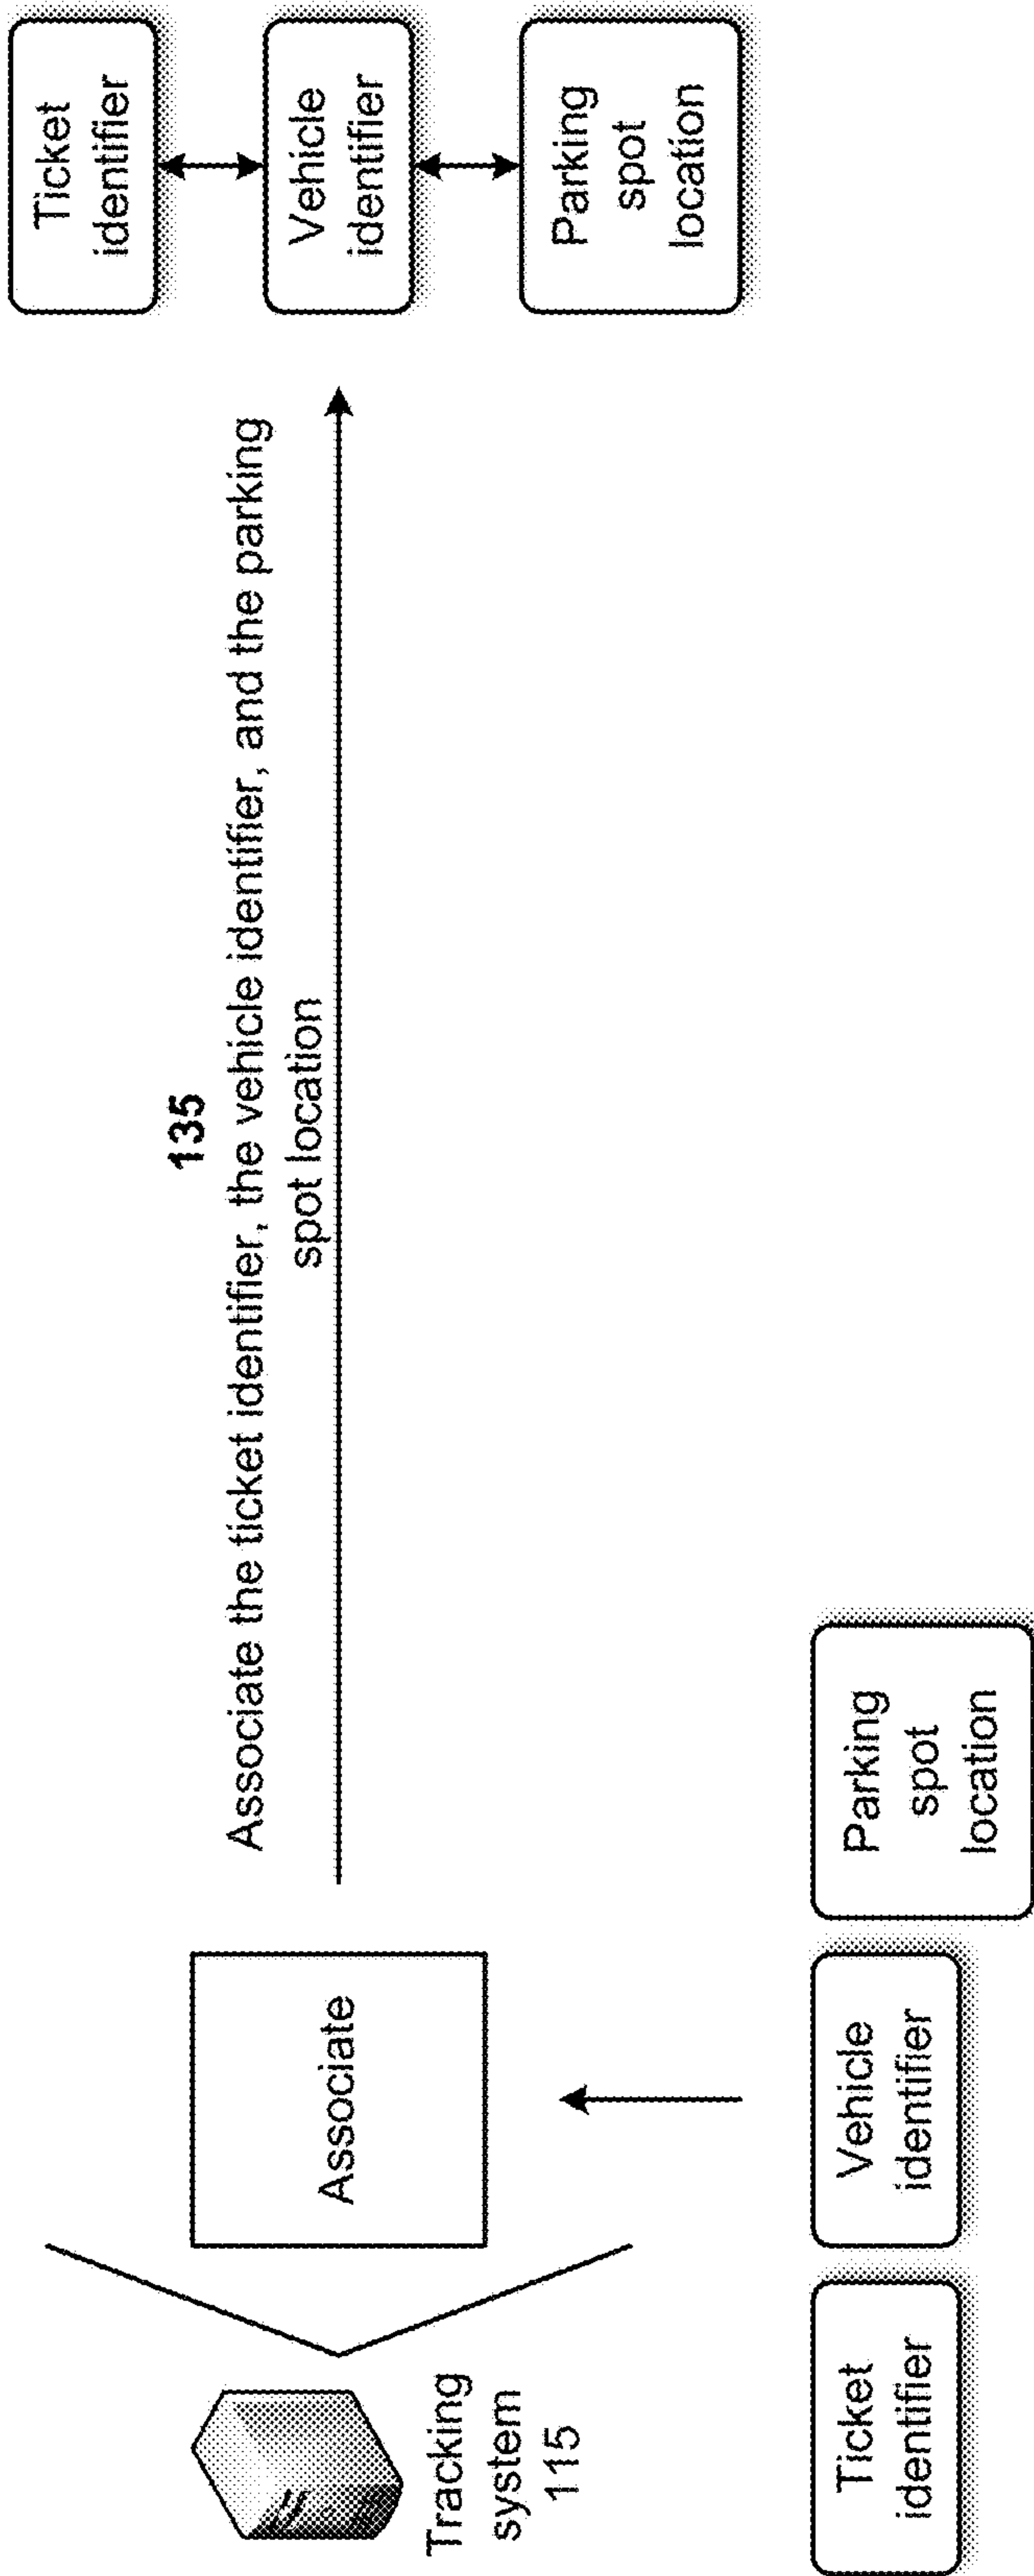 135
Associate the ticket identifier, the vehicle identifier, and the parking
spot location
Tracking
system
115
Associate
Ticket
identifier
Vehicle
identifier
Parking
spot
location
Ticket
identifier
Vehicle
identifier
Parking
spot
location